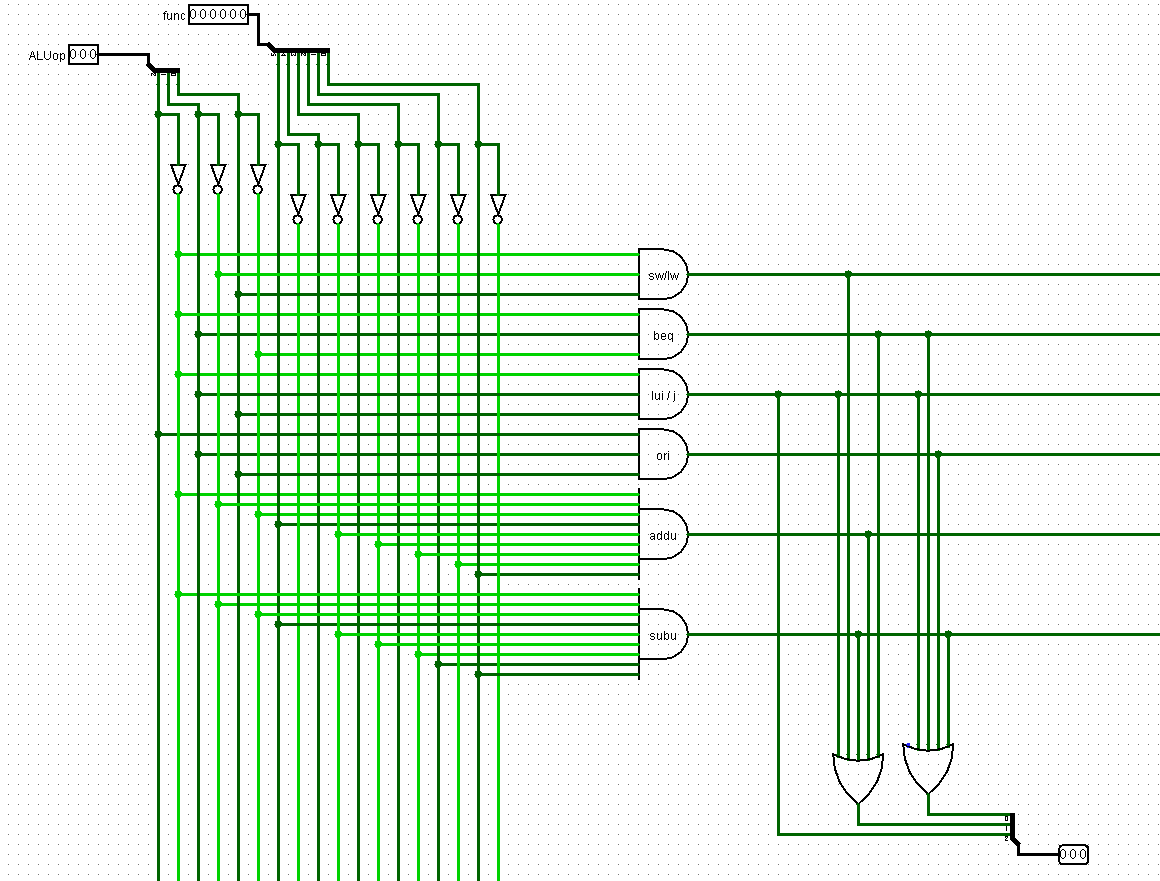 func 000000
ALUop 000
sw/lw
beq
lui / j
ori
addu
subu
000